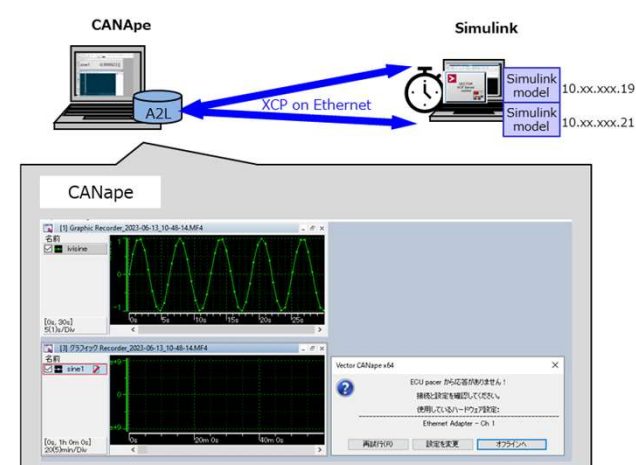 CANApe
Simulink
A2L
XCP on Ethernet
Simulink
model
10.xx.xxx.19
Simulink
model
10.xx.xxx.21
CANape
[1] Graphic Recorder_2023-06-13_10-48-14.MF4
名前
ivisine
1
0
-1
0s
5s
10s
15s
20s
25s
[0s, 30s]
5(1)s/Div
[3] グラフィック Recorder_2023-06-13_10-48-14.MF4
名前
sine1
e+9
0
e+9
0s
20m 0s
40m 0s
[0s, 1h 0m 0s]
20(5)min/Div
Vector CANape x64
ECU pacer から応答がありません！
接続と設定を確認してください。
使用しているハードウェア設定:
Ethernet Adapter - Ch 1
再試行(R)
設定を変更
オフラインへ